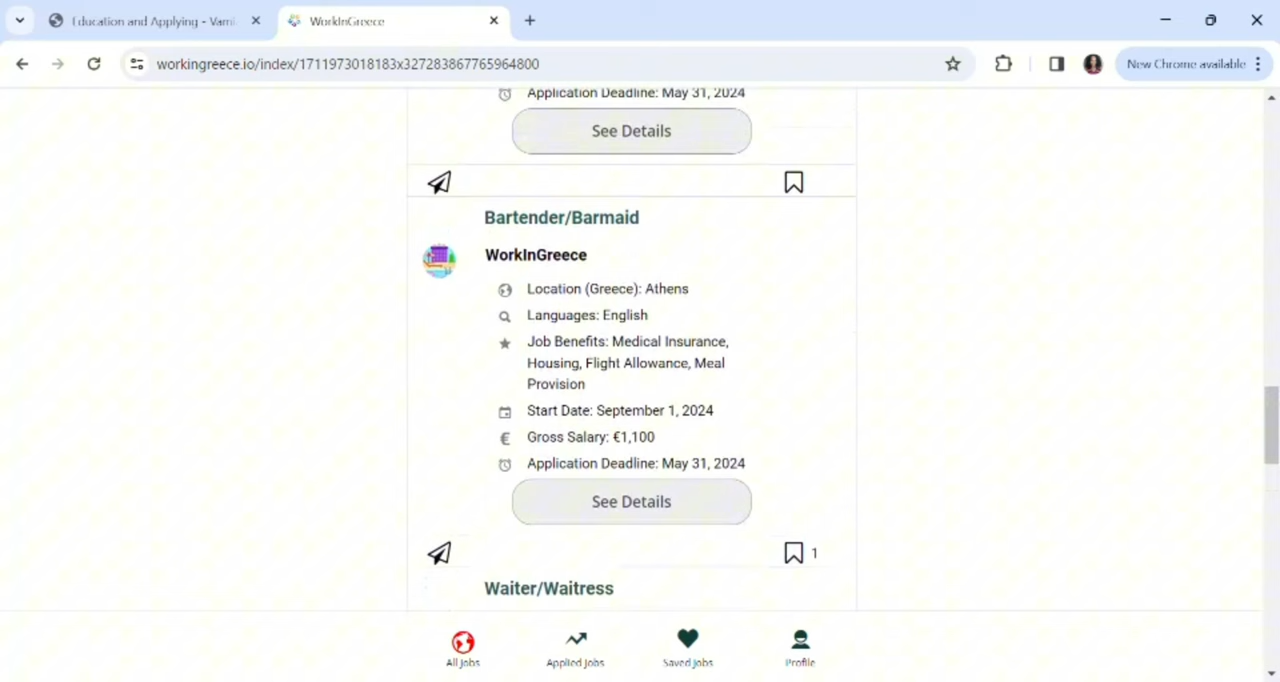 Education and Applying - Vaml
WorkInGreece
workingreece.io/index/1711973018183x327283867765964800
New Chrome available
Application Deadline: May 31, 2024
See Details
Bartender/Barmaid
WorkInGreece
Location (Greece): Athens
Languages: English
Job Benefits: Medical Insurance,
Housing, Flight Allowance, Meal
Provision
Start Date: September 1, 2024
€ Gross Salary: €1,100
Application Deadline: May 31, 2024
See Details
1
Waiter/Waitress
All Jobs
Applied Jobs
Saved Jobs
Profile